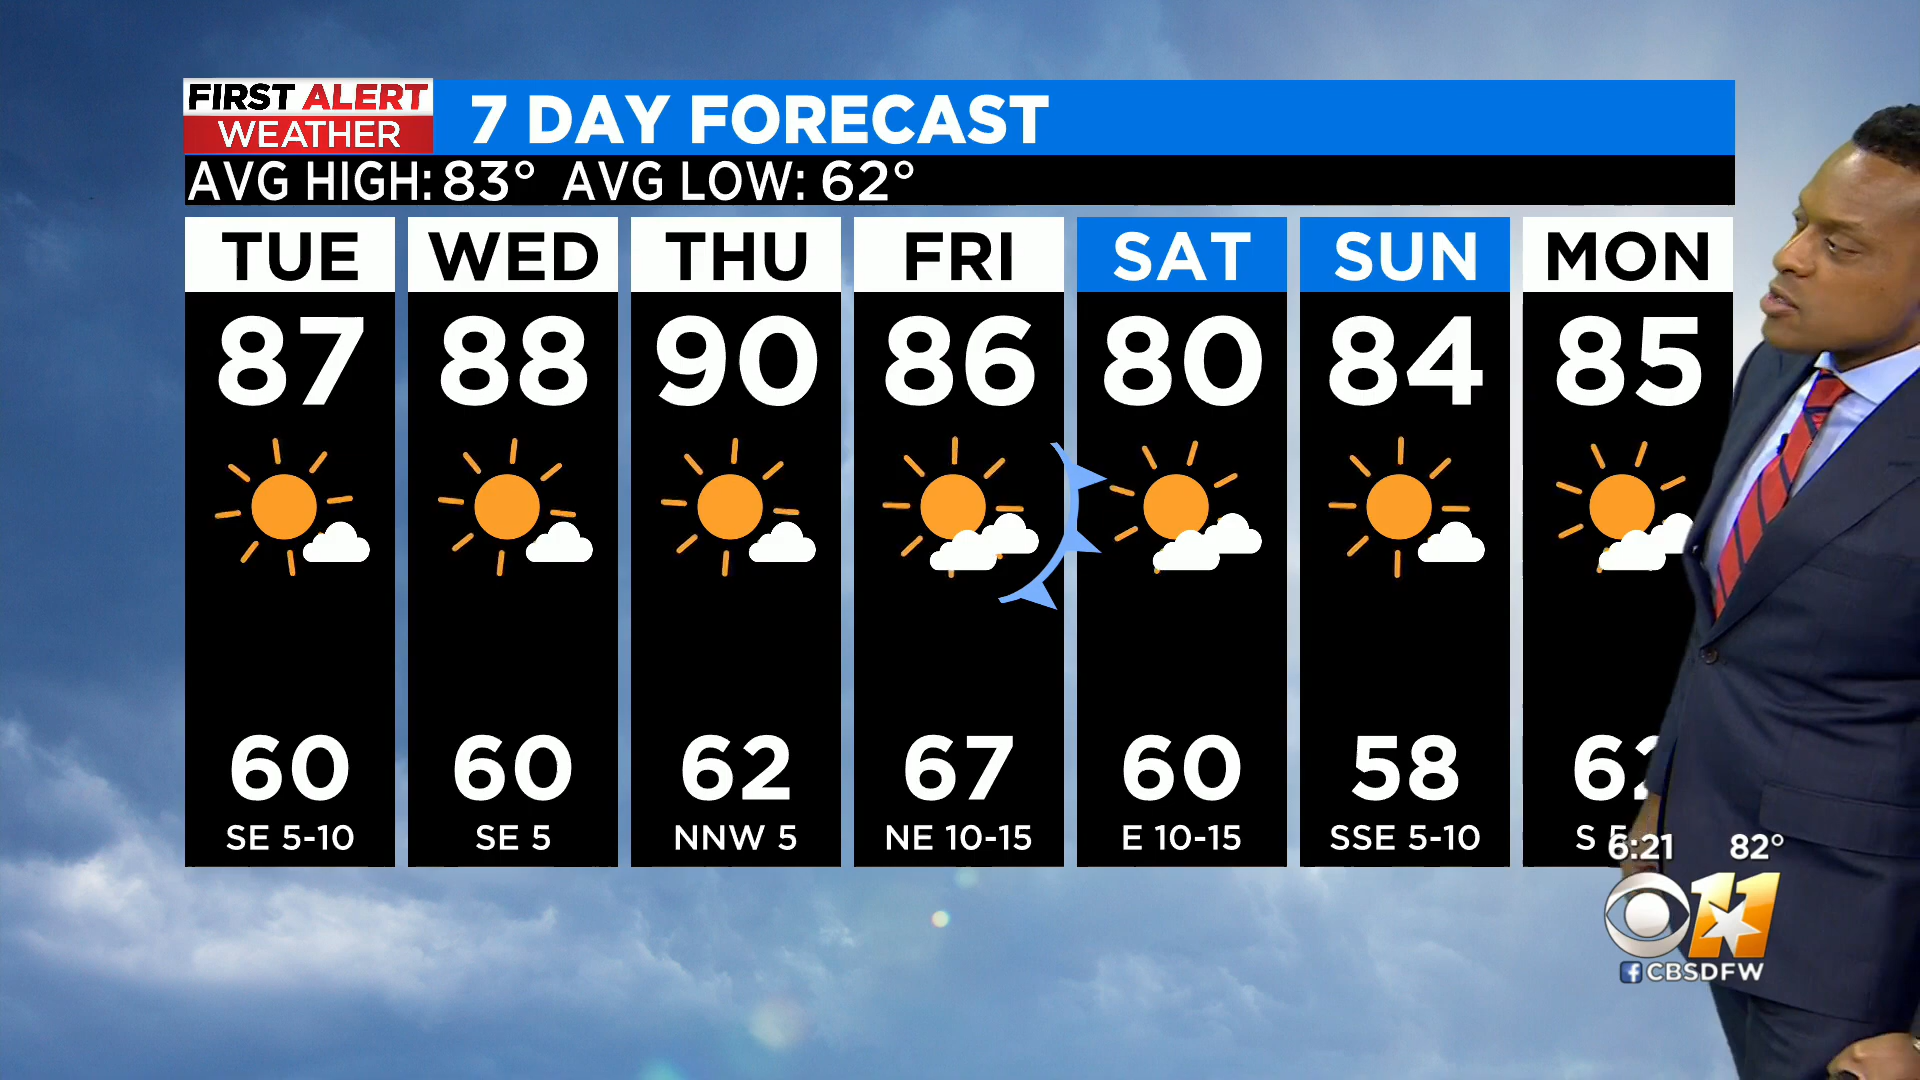 FIRST ALERT
WEATHER
7 DAY FORECAST
AVG HIGH: 83° AVG LOW: 62°
TUE WED THU FRI SAT SUN MON
87 88 90 86 80 84 85
60 60 62 67 60 58
SE 5-10 SE 5 NNW 5 NE 10-15 E 10-15 SSE 5-10 S
6:21 82°
11
f CBSDFW